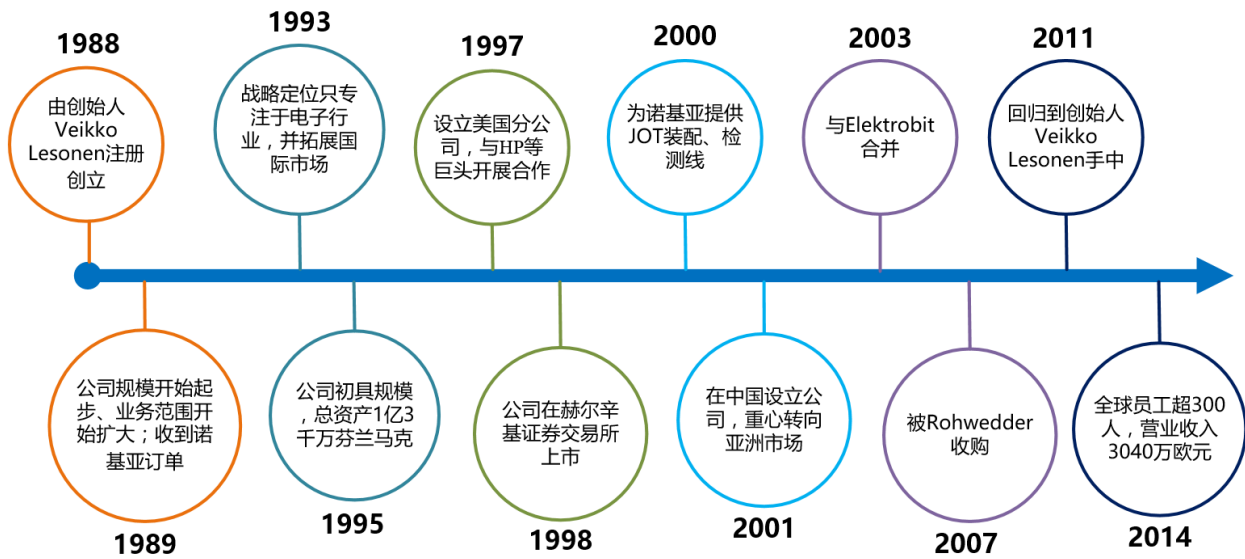 1988
由创始人
Veikko
Lesonen注册
创立
1993
战略定位只专
注于电子行
业，并拓展国
际市场
1997
设立美国分公
司，与HP等
巨头开展合作
2000
为诺基亚提供
JOT装配、检
测线
2003
与Elektrobit
合并
2011
回归到创始人
Veikko
Lesonen手中
公司规模开始起
步、业务范围开
始扩大；收到诺
基亚订单
1989
公司初具规模
，总资产1亿3
千万芬兰马克
1995
公司在赫尔辛
基证券交易所
上市
1998
在中国设立公
司，重心转向
亚洲市场
2001
被Rohwedder
收购
2007
全球员工超300
人，营业收入
3040万欧元
2014